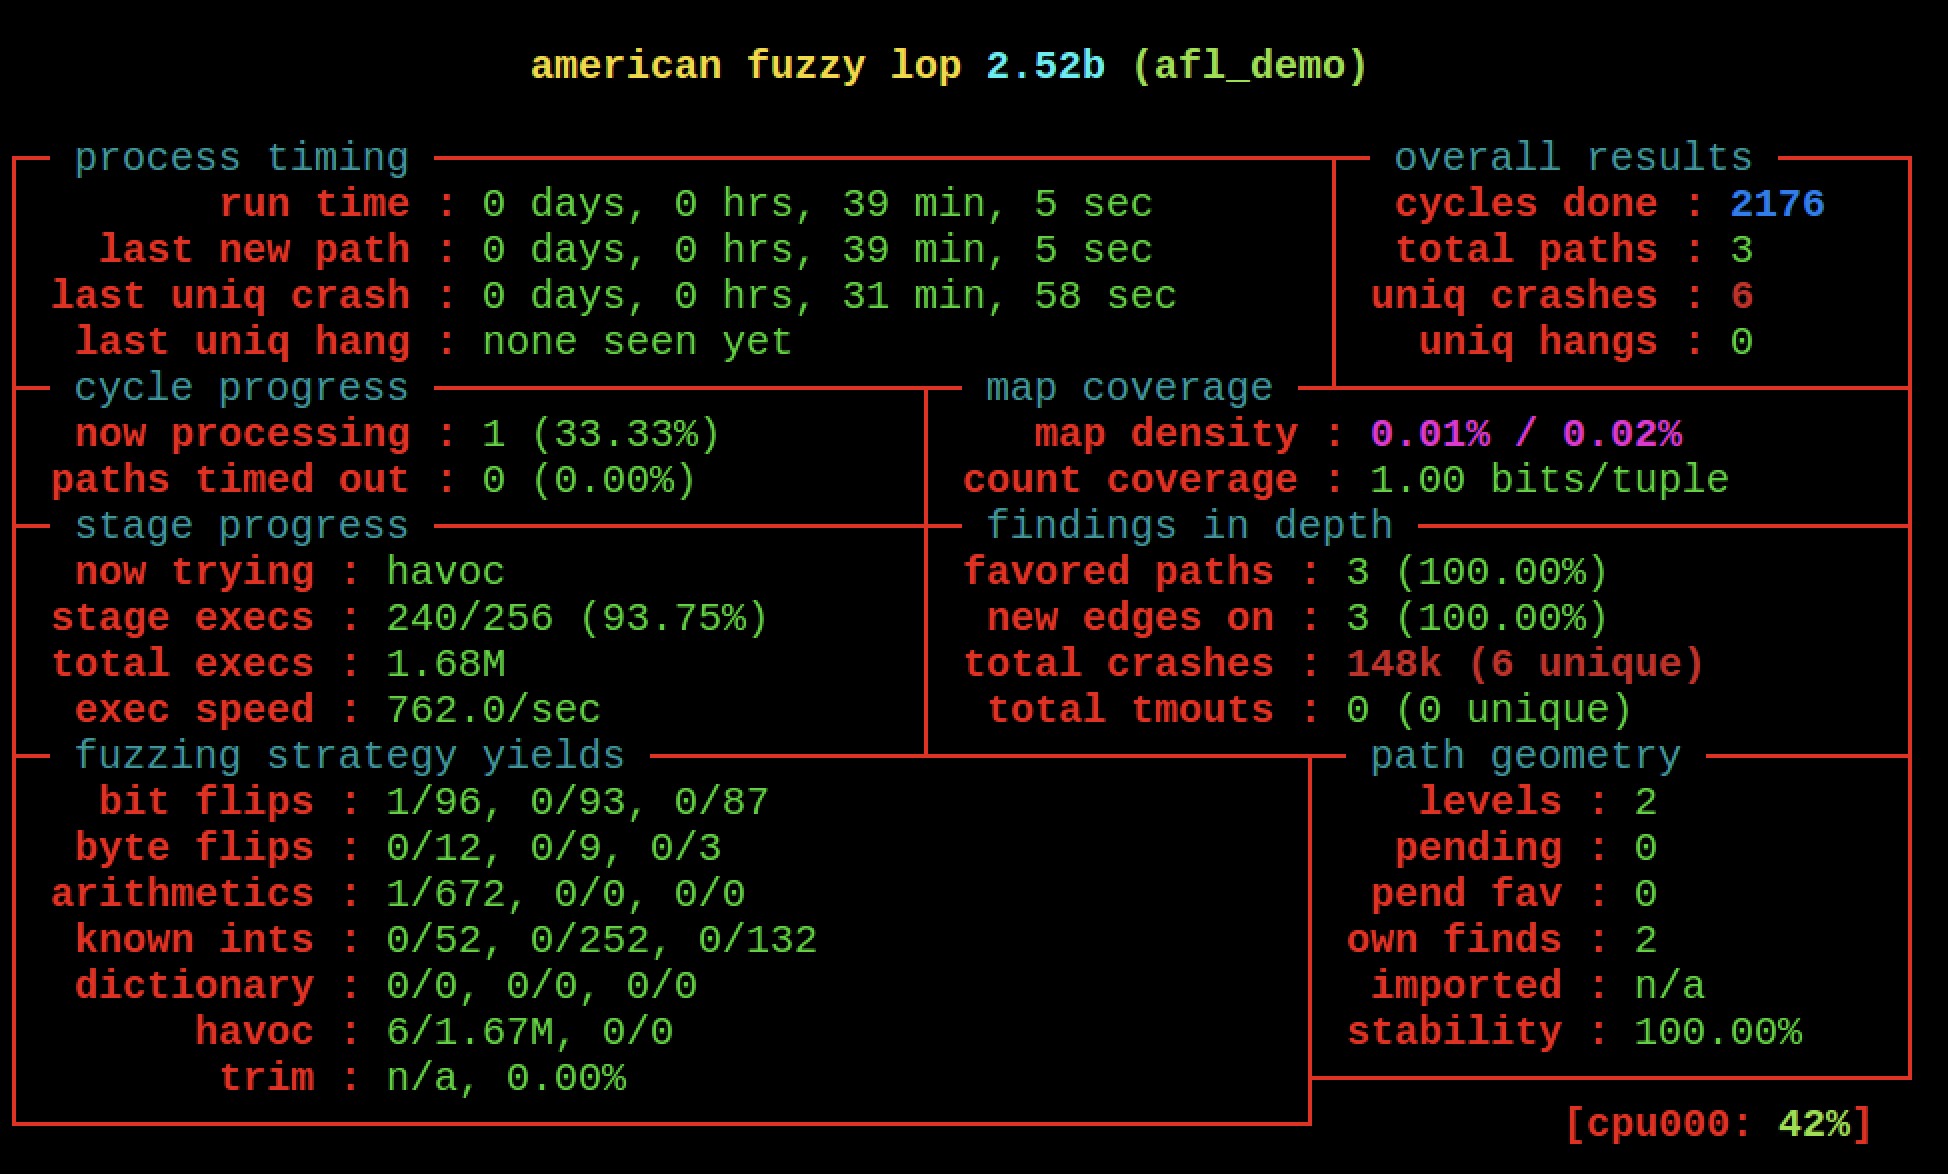 american fuzzy lop 2.52b (afl_demo)
process timing
run time : 0 days, 0 hrs, 39 min, 5 sec
last new path : 0 days, 0 hrs, 39 min, 5 sec
last uniq crash : 0 days, 0 hrs, 31 min, 58 sec
last uniq hang : none seen yet
overall results
cycles done : 2176
total paths : 3
uniq crashes : 6
uniq hangs : 0
cycle progress
now processing : 1 (33.33%)
paths timed out : 0 (0.00%)
map coverage
map density : 0.01% / 0.02%
count coverage : 1.00 bits/tuple
stage progress
now trying : havoc
stage execs : 240/256 (93.75%)
total execs : 1.68M
exec speed : 762.0/sec
findings in depth
favored paths : 3 (100.00%)
new edges on : 3 (100.00%)
total crashes : 148k (6 unique)
total tmouts : 0 (0 unique)
fuzzing strategy yields
bit flips : 1/96, 0/93, 0/87
byte flips : 0/12, 0/9, 0/3
arithmetics : 1/672, 0/0, 0/0
known ints : 0/52, 0/252, 0/132
dictionary : 0/0, 0/0, 0/0
havoc : 6/1.67M, 0/0
trim : n/a, 0.00%
path geometry
levels : 2
pending : 0
pend fav : 0
own finds : 2
imported : n/a
stability : 100.00%
[cpu000: 42%]